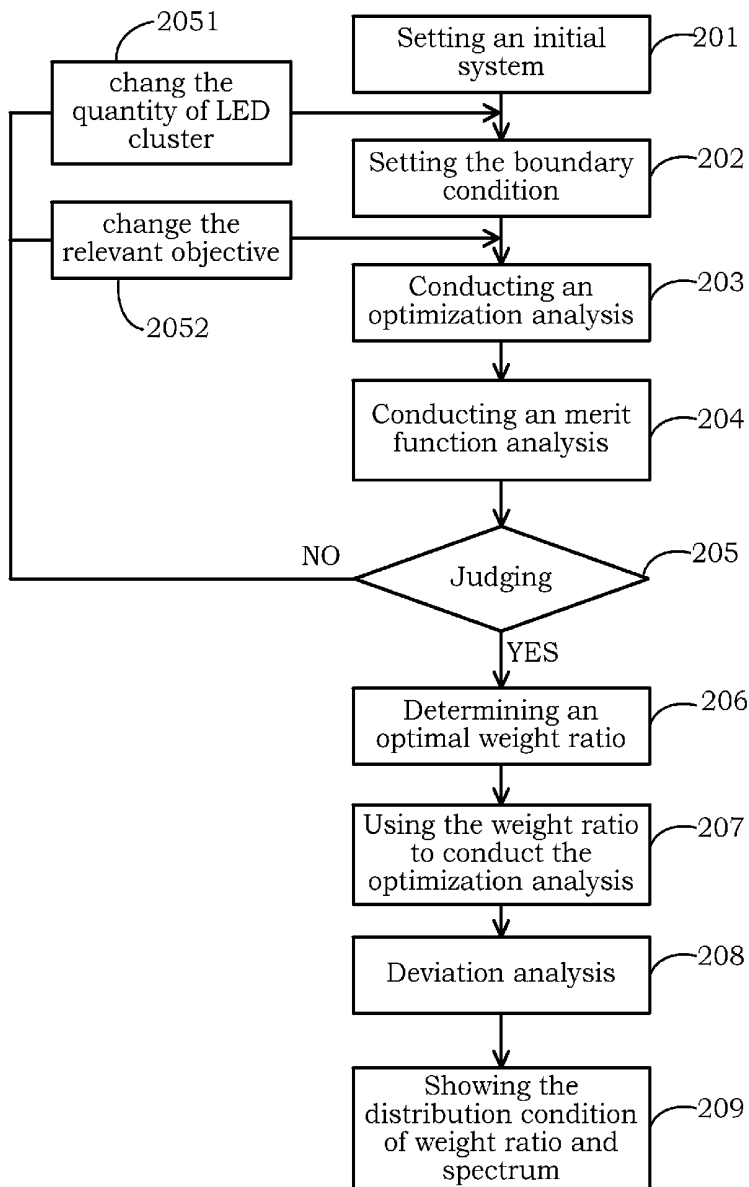 2051
chang the
quantity of LED
cluster
Setting an initial
system
201
Setting the boundary
condition
202
change the
relevant objective
2052
Conducting an
optimization analysis
203
Conducting an merit
function analysis
204
NO
Judging
205
YES
Determining an
optimal weight ratio
206
Using the weight ratio
to conduct the
optimization analysis
207
Deviation analysis
208
Showing the
distribution condition
of weight ratio and
spectrum
209